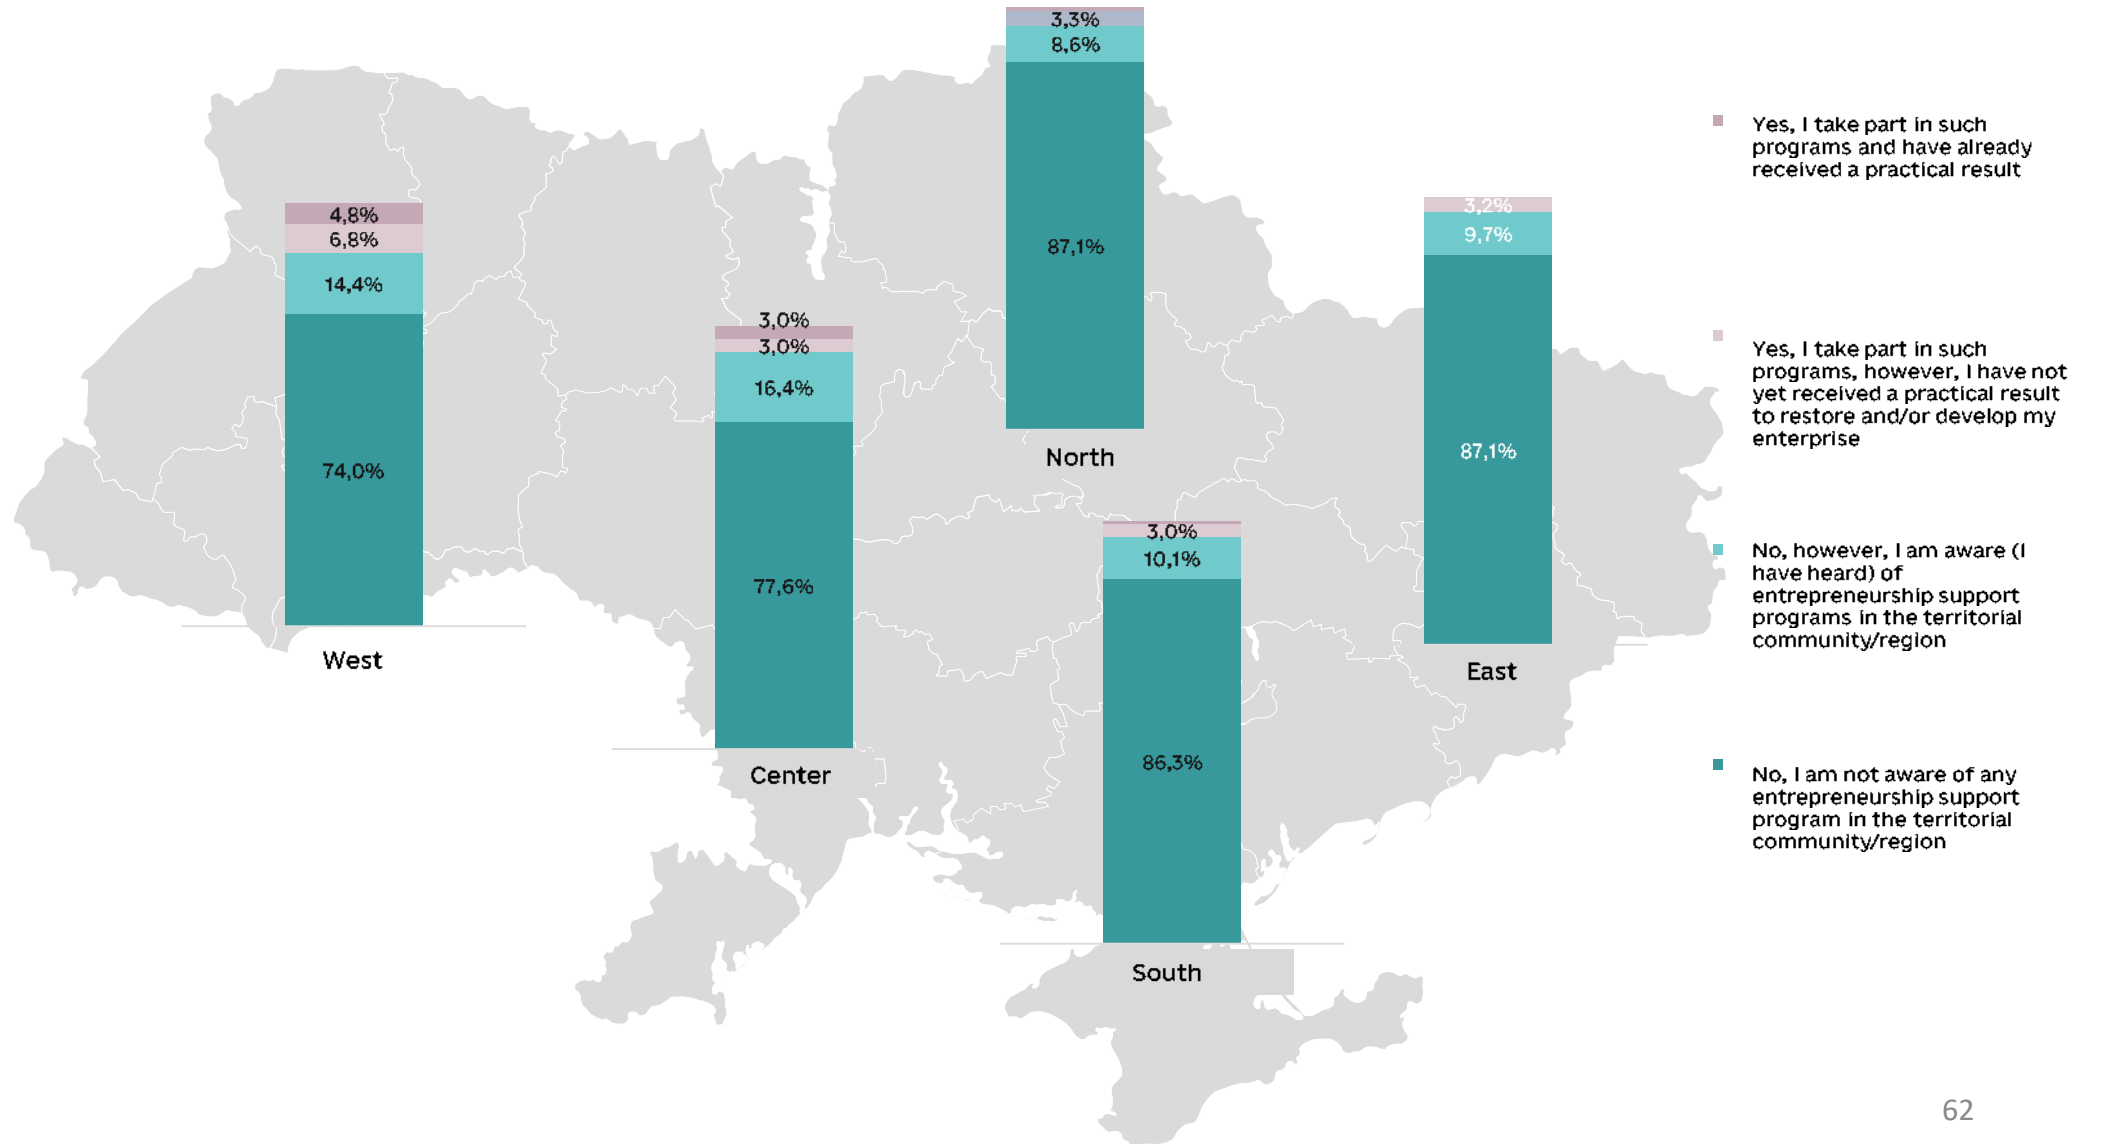 3,3%
8,6%
87,1%
North
4,8%
6,8%
14,4%
74,0%
West
3,0%
3,0%
16,4%
77,6%
Center
3,0%
10,1%
86,3%
South
3,2%
9,7%
87,1%
East
Yes, I take part in such
programs and have already
received a practical result
Yes, I take part in such
programs, however, I have not
yet received a practical result
to restore and/or develop my
enterprise
No, however, I am aware (I
have heard) of
entrepreneurship support
programs in the territorial
community/region
No, I am not aware of any
entrepreneurship support
program in the territorial
community/region
62